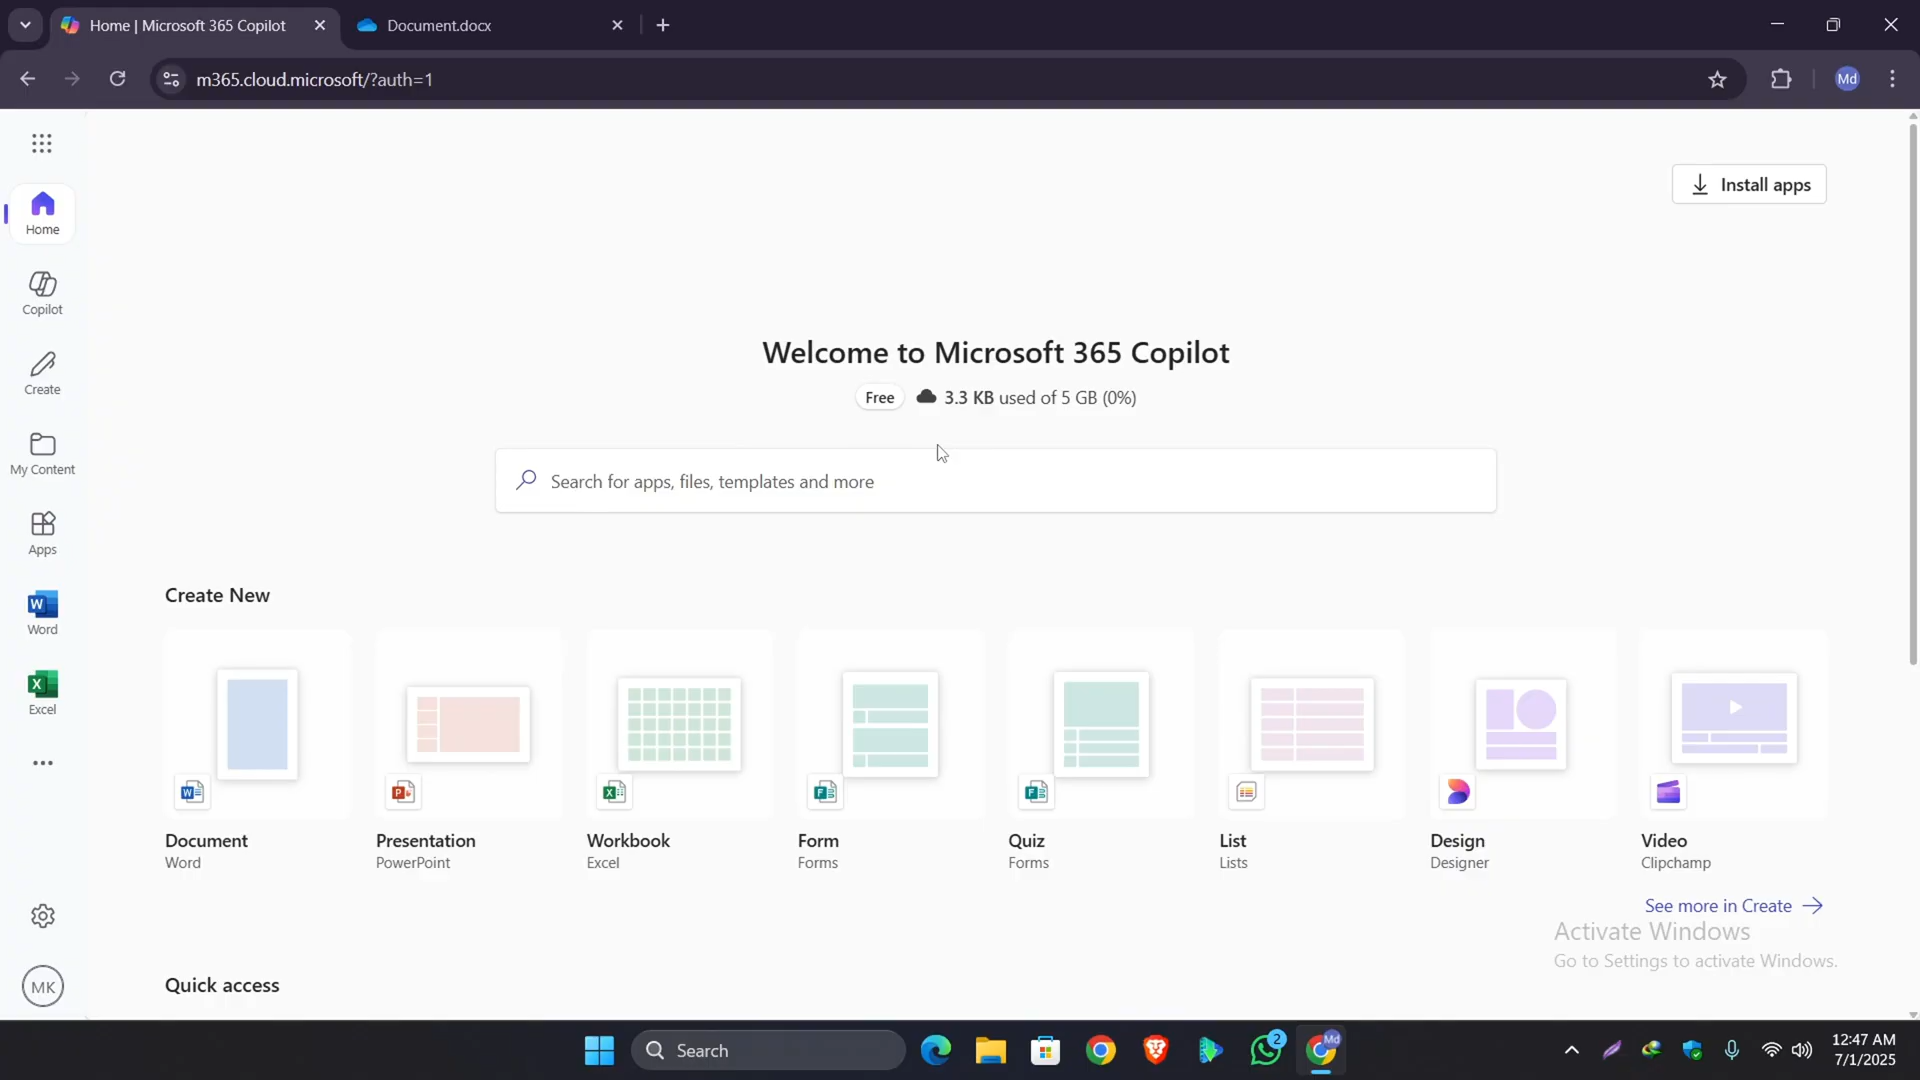 Home | Microsoft 365 Copilot
Document.docx
m365.cloud.microsoft/?auth=1
Md
Install apps
Home
Copilot
Create
My Content
Apps
Word
Excel
MK
Welcome to Microsoft 365 Copilot
Free 3.3 KB used of 5 GB (0%)
Search for apps, files, templates and more
Create New
Document
Word
Presentation
PowerPoint
Workbook
Excel
Form
Forms
Quiz
Forms
List
Lists
Design
Designer
Video
Clipchamp
See more in Create
Activate Windows
Go to Settings to activate Windows.
Quick access
Search
2
Md
12:47 AM
7/1/2025